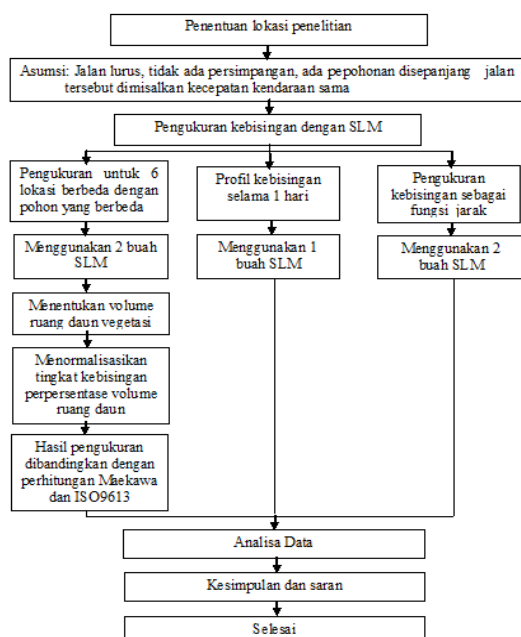 Penentuan lokasi penelitian
Asumsi: Jalan lurus, tidak ada persimpangan, ada pepohonan disepanjang jalan
tersebut dimisalkan kecepatan kendaraan sama
Pengukuran kebisingan dengan SLM
Pengukuran untuk 6
lokasi berbeda dengan
pohon yang berbeda
Menggunakan 2 buah
SLM
Menentukan volume
ruang daun vegetasi
Menormalisasikan
tingkat kebisingan
perpersentase volume
ruang daun
Hasil pengukuran
dibandingkan dengan
perhitungan Maekawa
dan ISO9613
Profil kebisingan
selama 1 hari
Menggunakan 1
buah SLM
Pengukuran
kebisingan sebagai
fungsi jarak
Menggunakan 2
buah SLM
Analisa Data
Kesimpulan dan saran
Selesai